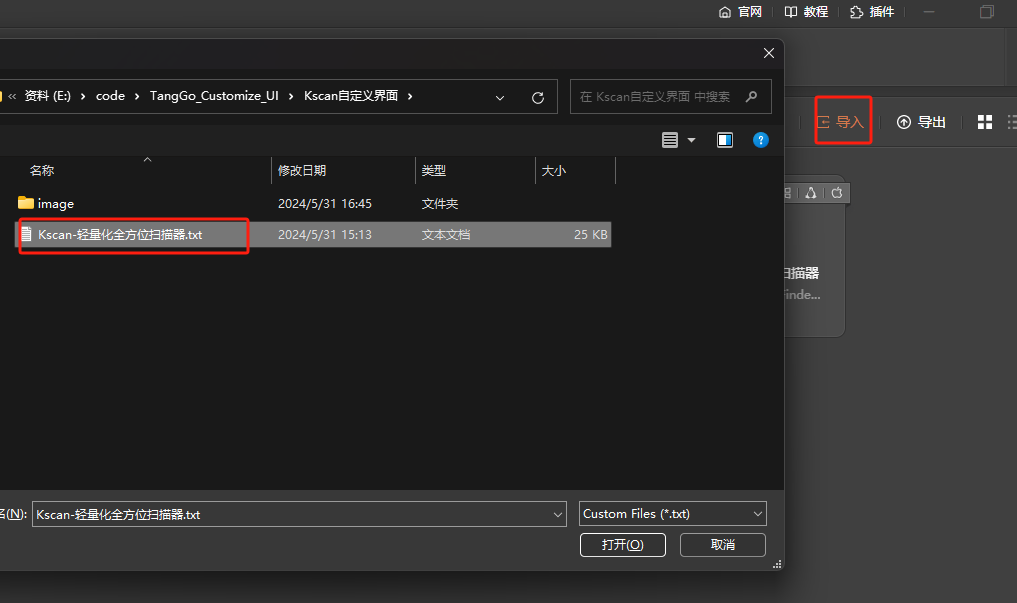 官网 教程 插件
« 资料 (E:) › code › TangGo_Customize_UI › Kscan自定义界面 ›
在 Kscan自定义界面 中搜索
导入 导出
名称 修改日期 类型 大小
image 2024/5/31 16:45 文件夹
Kscan-轻量化全方位扫描器.txt 2024/5/31 15:13 文本文档 25 KB
扫描器
inde...
名(N): Kscan-轻量化全方位扫描器.txt Custom Files (*.txt)
打开(O) 取消